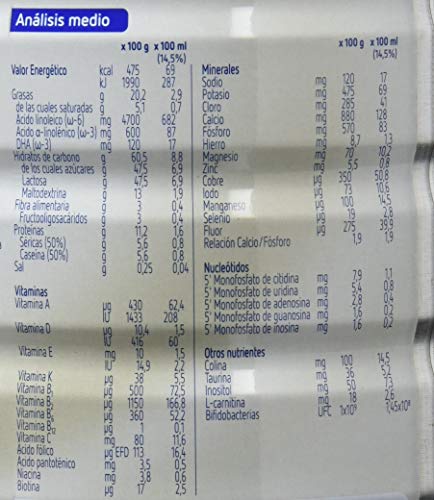 Análisis medio
x 100 g x 100 ml
(14,5%)
Valor Energético kcal 475 69
kJ 1990 287
Grasas g 20,2 2,9
de las cuales saturadas g 5,1 0,7
Ácido linoleico (ω-6) mg 4700 682
Ácido α-linolénico (ω-3) mg 600 87
DHA (ω-3) mg 120 17
Hidratos de carbono g 60,5 8,8
de los cuales azúcares g 47,5 6,9
Lactosa g 47,5 6,9
Maltodextrina g 13 1,9
Fibra alimentaria g 3 0,4
Fructooligosacáridos g 3 0,4
Proteínas g 11,2 1,6
Séricas (50%) g 5,6 0,8
Caseína (50%) g 5,6 0,8
Sal g 0,25 0,04
Vitaminas
Vitamina A µg 430 62,4
IU 1433 208
Vitamina D µg 10,4 1,5
IU 416 60
Vitamina E mg 10 1,5
IU 14,9 2,2
Vitamina K µg 38 5,5
Vitamina B1 µg 500 72,5
Vitamina B2 µg 1150 166,8
Vitamina B6 µg 360 52,2
Vitamina B12 µg 1 0,1
Vitamina C mg 80 11,6
Ácido fólico µg EFD 113 16,4
Ácido pantoténico mg 3,5 0,5
Niacina mg 3,8 0,6
Biotina µg 17 2,5
x 100 g x 100 ml
(14,5%)
Minerales
Sodio mg 120 17
Potasio mg 475 69
Cloro mg 285 41
Calcio mg 880 128
Fósforo mg 570 83
Hierro mg 8,7 1,3
Magnesio mg 70 10,2
Zinc mg 5,5 0,8
Cobre µg 350 50,8
Iodo µg 73 10,6
Manganeso µg 100 14,5
Selenio µg 19 2,8
Fluor µg 275 39,9
Relación Calcio/Fósforo 1,9 1,9
Nucleótidos
5' Monofosfato de citidina mg 7,9 1,1
5' Monofosfato de uridina mg 5,4 0,8
5' Monofosfato de adenosina mg 2,8 0,4
5' Monofosfato de guanosina mg 1,6 0,2
5' Monofosfato de inosina mg 1,6 0,2
Otros nutrientes
Colina mg 100 14,5
Taurina mg 36 5,2
Inositol mg 50 7,3
L-carnitina mg 18 2,6
Bifidobacterias UFC 1x10⁹ 1,45x10⁸